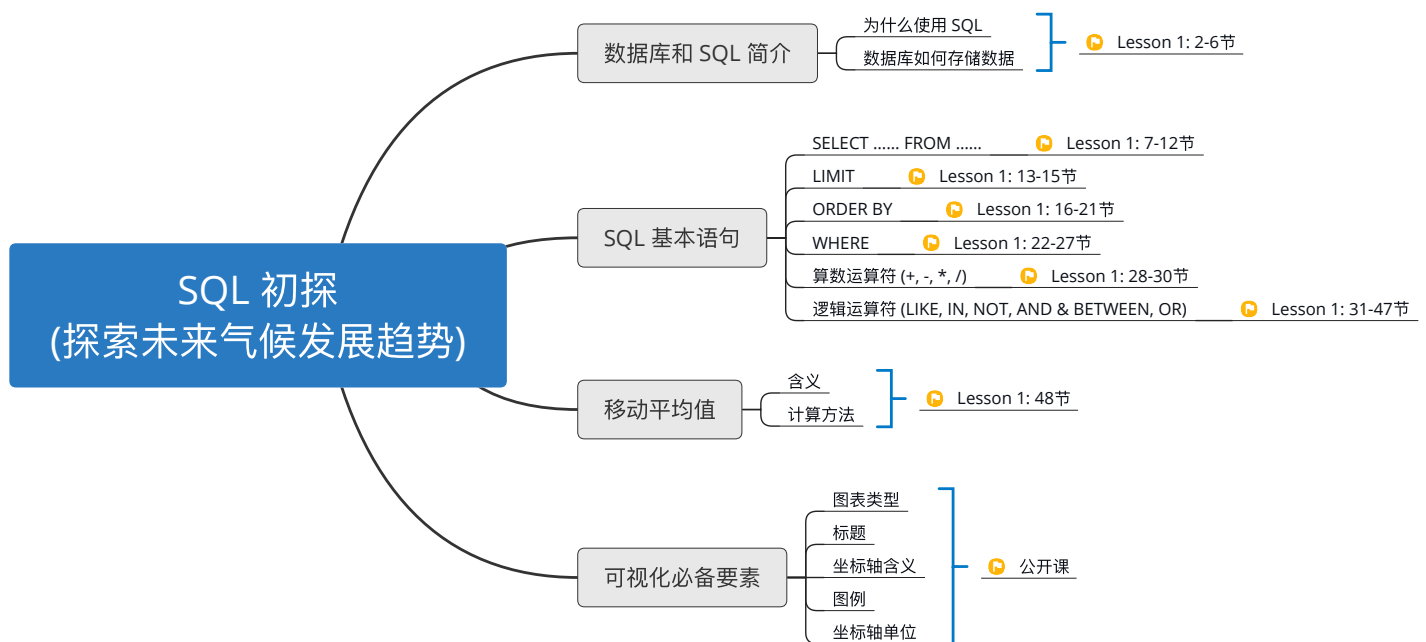 SQL 初探
(探索未来气候发展趋势)
数据库和 SQL 简介
为什么使用 SQL
数据库如何存储数据
Lesson 1: 2-6节
SQL 基本语句
SELECT ...... FROM ......
Lesson 1: 7-12节
LIMIT
Lesson 1: 13-15节
ORDER BY
Lesson 1: 16-21节
WHERE
Lesson 1: 22-27节
算数运算符 (+, -, *, /)
Lesson 1: 28-30节
逻辑运算符 (LIKE, IN, NOT, AND & BETWEEN, OR)
Lesson 1: 31-47节
移动平均值
含义
计算方法
Lesson 1: 48节
可视化必备要素
图表类型
标题
坐标轴含义
图例
坐标轴单位
公开课